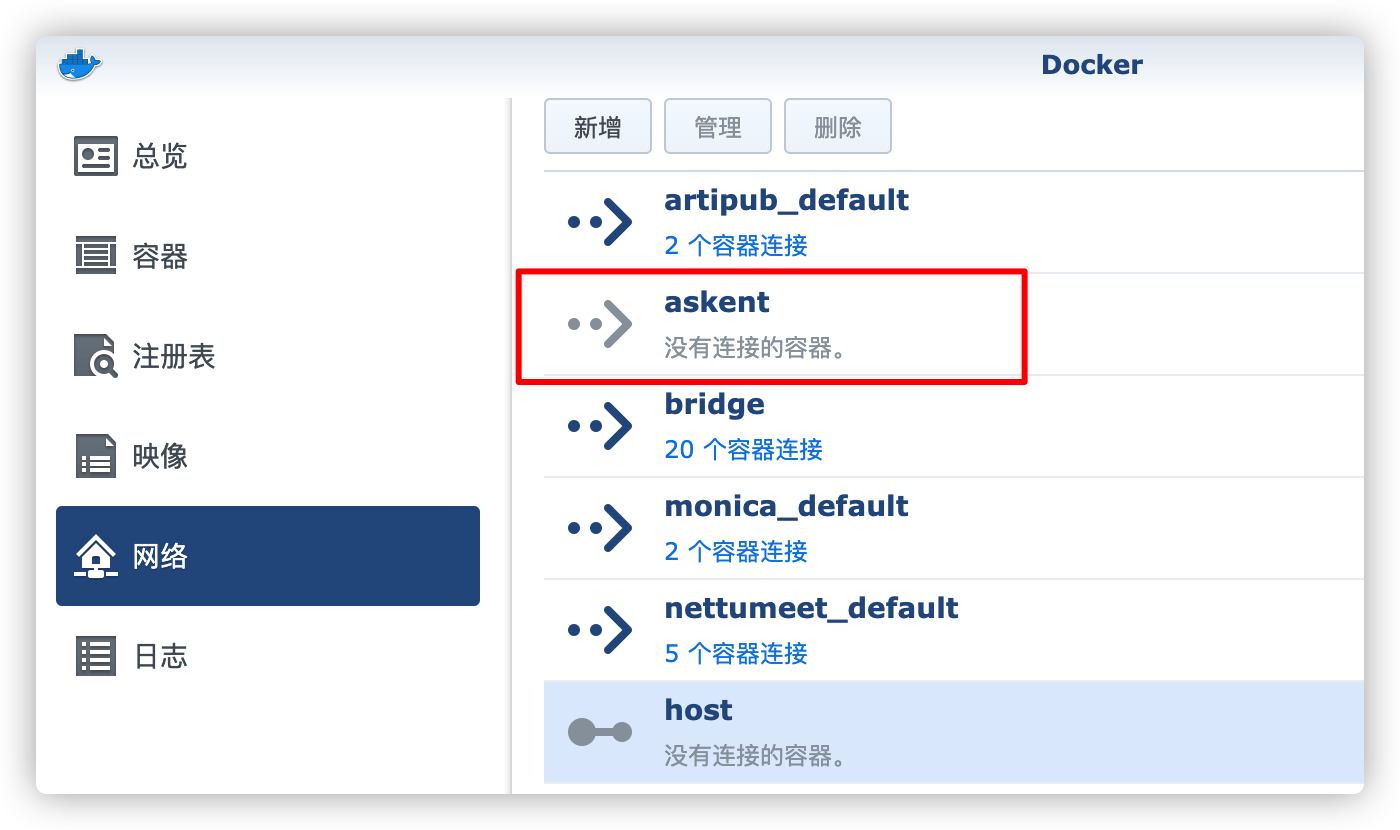 Docker
总览
容器
注册表
映像
网络
日志
新增
管理
删除
artipub_default
2 个容器连接
askent
没有连接的容器。
bridge
20 个容器连接
monica_default
2 个容器连接
nettumeet_default
5 个容器连接
host
没有连接的容器。